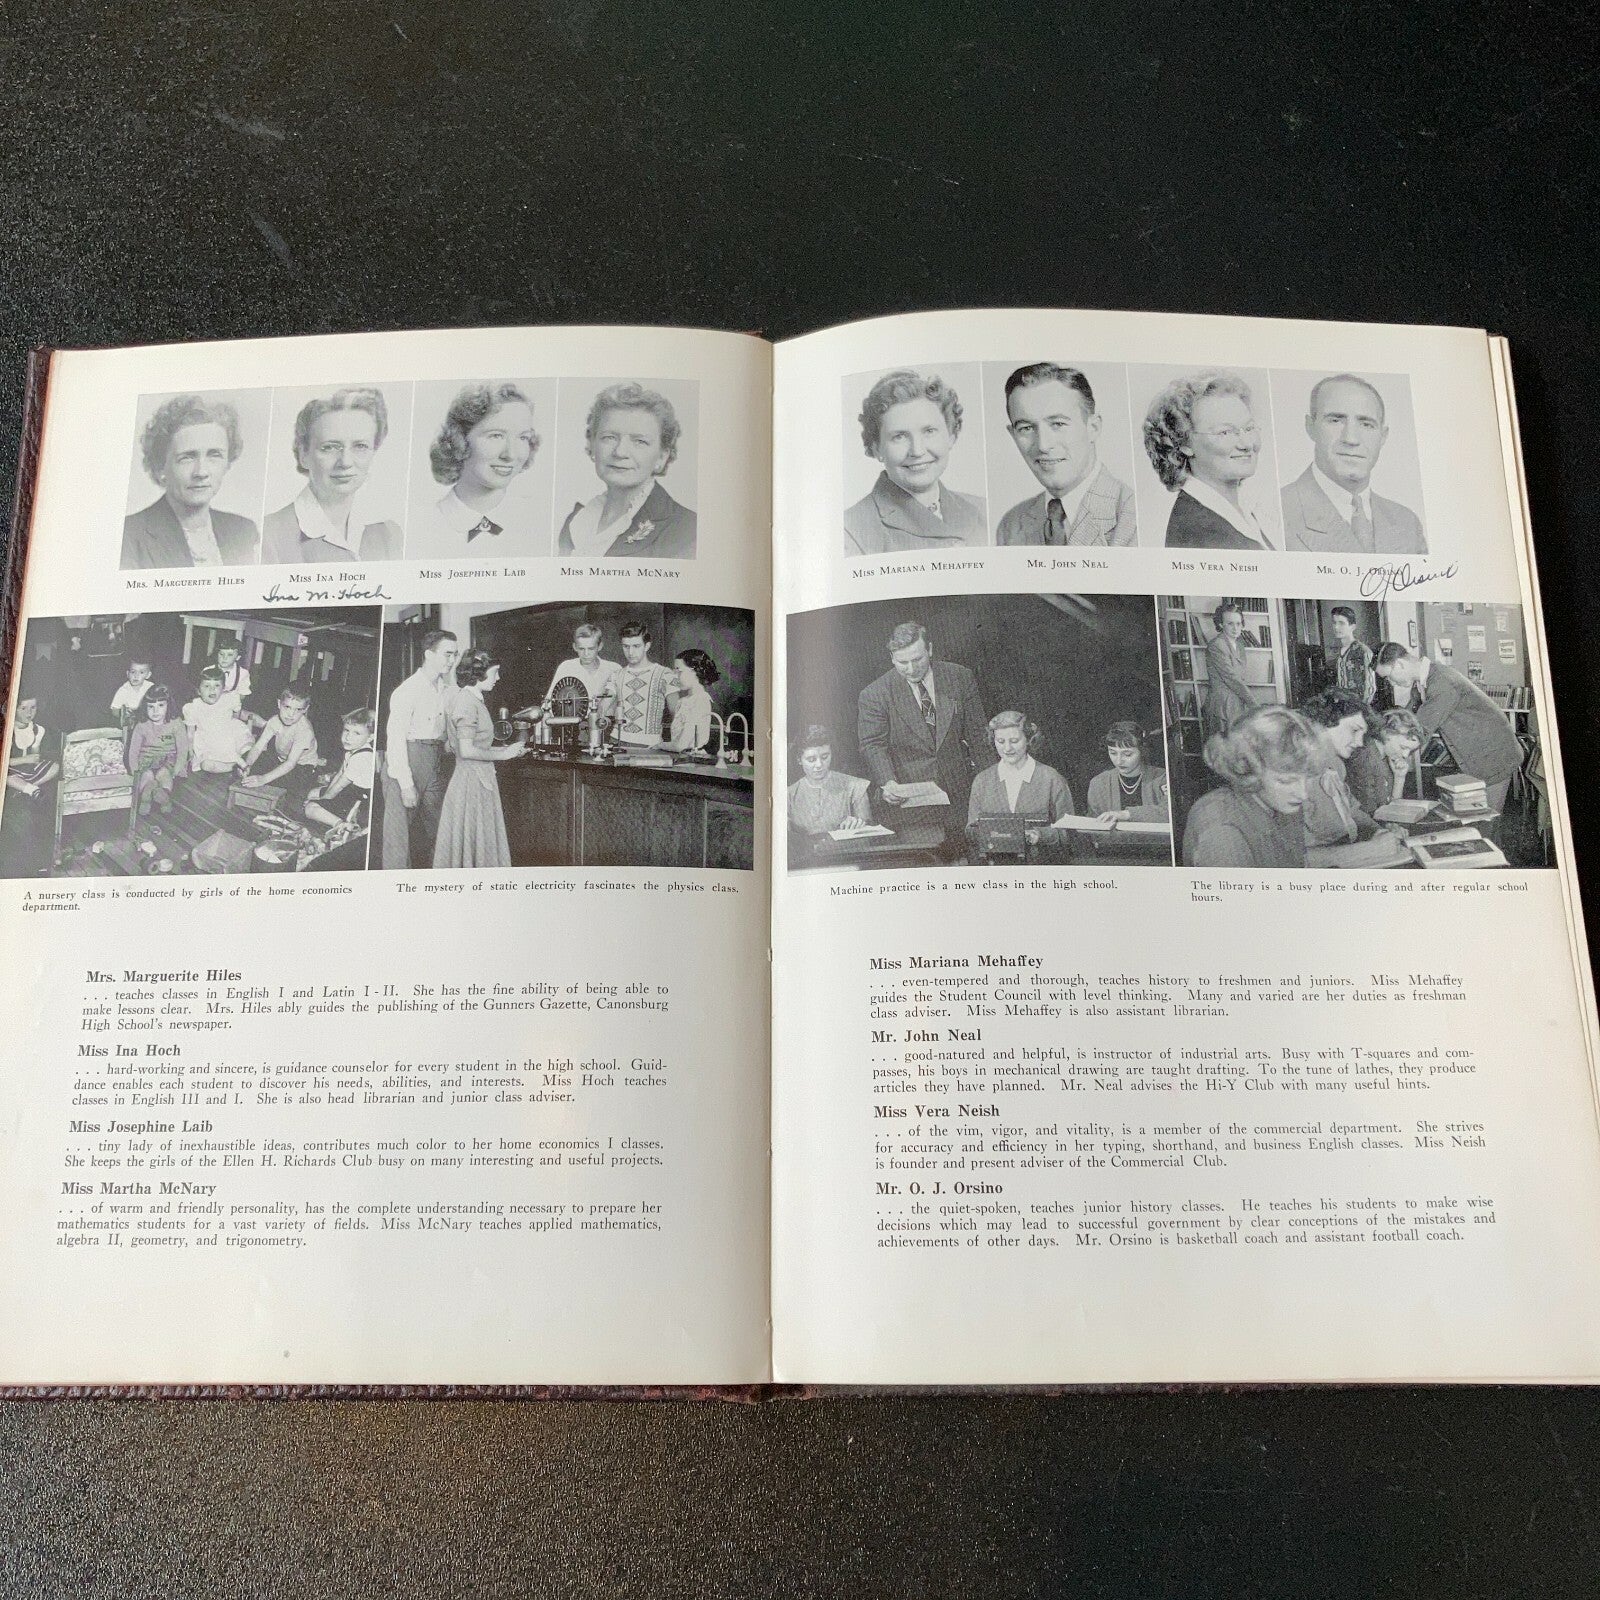 Mrs. Marguerite Hiles
Miss Ina Hoch
Miss Josephine Laib
Miss Martha McNary
Ina M. Hoch
A nursery class is conducted by girls of the home economics
department.
The mystery of static electricity fascinates the physics class.
Mrs. Marguerite Hiles
. . . teaches classes in English I and Latin I - II. She has the fine ability of being able to
make lessons clear. Mrs. Hiles ably guides the publishing of the Gunners Gazette, Canonsburg
High School's newspaper.
Miss Ina Hoch
. . . hard-working and sincere, is guidance counselor for every student in the high school. Gui-
dance enables each student to discover his needs, abilities, and interests. Miss Hoch teaches
classes in English III and I. She is also head librarian and junior class adviser.
Miss Josephine Laib
. . . tiny lady of inexhaustible ideas, contributes much color to her home economics I classes.
She keeps the girls of the Ellen H. Richards Club busy on many interesting and useful projects.
Miss Martha McNary
. . . of warm and friendly personality, has the complete understanding necessary to prepare her
mathematics students for a vast variety of fields. Miss McNary teaches applied mathematics,
algebra II, geometry, and trigonometry.
Miss Mariana Mehaffey
Mr. John Neal
Miss Vera Neish
Mr. O. J. Orsino
O J Orsino
Machine practice is a new class in the high school.
The library is a busy place during and after regular school
hours.
Miss Mariana Mehaffey
. . . even-tempered and thorough, teaches history to freshmen and juniors. Miss Mehaffey
guides the Student Council with level thinking. Many and varied are her duties as freshman
class adviser. Miss Mehaffey is also assistant librarian.
Mr. John Neal
. . . good-natured and helpful, is instructor of industrial arts. Busy with T-squares and com-
passes, his boys in mechanical drawing are taught drafting. To the tune of lathes, they produce
articles they have planned. Mr. Neal advises the Hi-Y Club with many useful hints.
Miss Vera Neish
. . . of the vim, vigor, and vitality, is a member of the commercial department. She strives
for accuracy and efficiency in her typing, shorthand, and business English classes. Miss Neish
is founder and present adviser of the Commercial Club.
Mr. O. J. Orsino
. . . the quiet-spoken, teaches junior history classes. He teaches his students to make wise
decisions which may lead to successful government by clear conceptions of the mistakes and
achievements of other days. Mr. Orsino is basketball coach and assistant football coach.